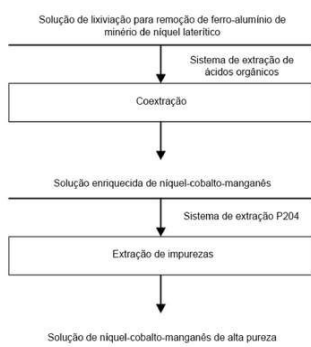 Solução de lixiviação para remoção de ferro-alumínio de
minério de níquel laterítico
Sistema de extração de
ácidos orgânicos
Coextração
Solução enriquecida de níquel-cobalto-manganês
Sistema de extração P204
Extração de impurezas
Solução de níquel-cobalto-manganês de alta pureza